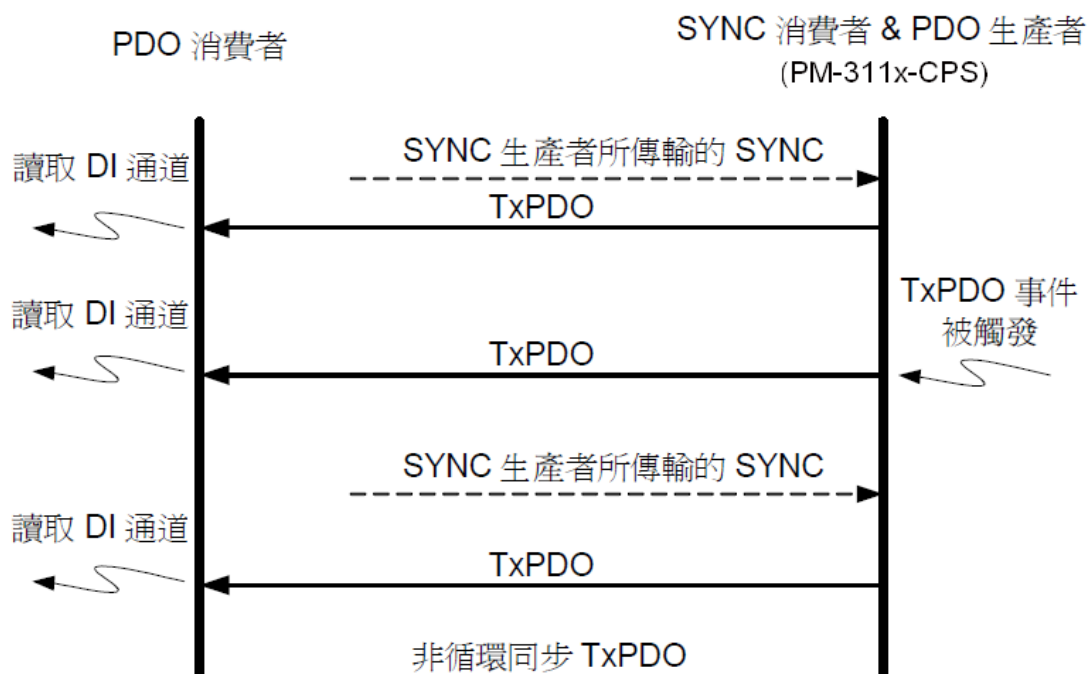 PDO 消費者
SYNC 消費者 & PDO 生產者
(PM-311x-CPS)
讀取 DI 通道
SYNC 生產者所傳輸的 SYNC
TxPDO
讀取 DI 通道
TxPDO
TxPDO 事件
被觸發
SYNC 生產者所傳輸的 SYNC
讀取 DI 通道
TxPDO
非循環同步 TxPDO